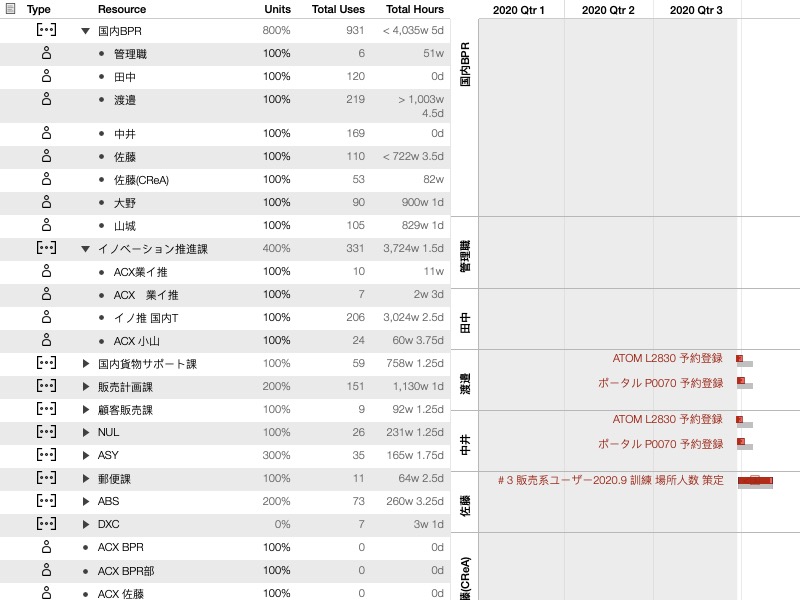 Type Resource Units Total Uses Total Hours 2020 Qtr 1 2020 Qtr 2 2020 Qtr 3
国内BPR 800% 931 < 4,035w 5d
管理職 100% 6 51w
田中 100% 120 0d
渡邉 100% 219 > 1,003w
4.5d
中井 100% 169 0d
佐藤 100% 110 < 722w 3.5d
佐藤(CReA) 100% 53 82w
大野 100% 90 900w 1d
山城 100% 105 829w 1d
イノベーション推進課 400% 331 3,724w 1.5d
ACX業イ推 100% 10 11w
ACX 業イ推 100% 7 2w 3d
イノ推 国内T 100% 206 3,024w 2.5d
ACX 小山 100% 24 60w 3.75d
国内貨物サポート課 100% 59 758w 1.25d
販売計画課 200% 151 1,130w 1d
顧客販売課 100% 9 92w 1.25d
NUL 100% 26 231w 1.25d
ASY 300% 35 165w 1.75d
郵便課 100% 11 64w 2.5d
ABS 200% 73 260w 3.25d
DXC 0% 7 3w 1d
ACX BPR 100% 0 0d
ACX BPR部 100% 0 0d
ACX 佐藤 100% 0 0d
国内BPR
管理職
田中
渡邉
ATOM L2830 予約登録
ポータル P0070 予約登録
中井
ATOM L2830 予約登録
ポータル P0070 予約登録
佐藤
#３販売系ユーザー2020.9 訓練 場所人数 策定
藤(CReA)